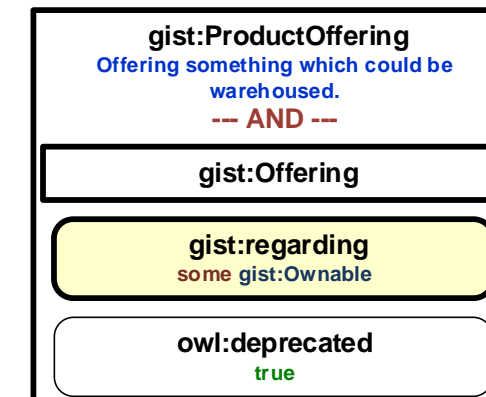 gist:ProductOffering
Offering something which could be
warehoused.
--- AND ---
gist:Offering
gist:regarding
some gist:Ownable
owl:deprecated
true